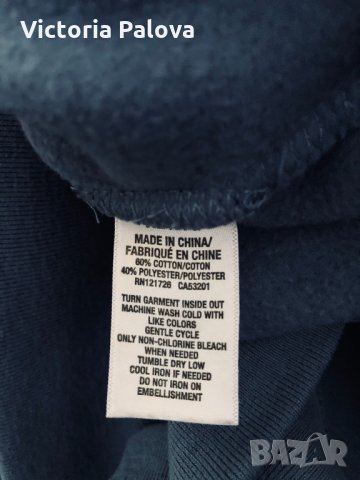 Victoria Palova
MADE IN CHINA/
FABRIQUÉ EN CHINE
60% COTTON/COTON
40% POLYESTER/POLYESTER
RN121726 CA53201
TURN GARMENT INSIDE OUT
MACHINE WASH COLD WITH
LIKE COLORS
GENTLE CYCLE
ONLY NON-CHLORINE BLEACH
WHEN NEEDED
TUMBLE DRY LOW
COOL IRON IF NEEDED
DO NOT IRON ON
EMBELLISHMENT
BAZAR